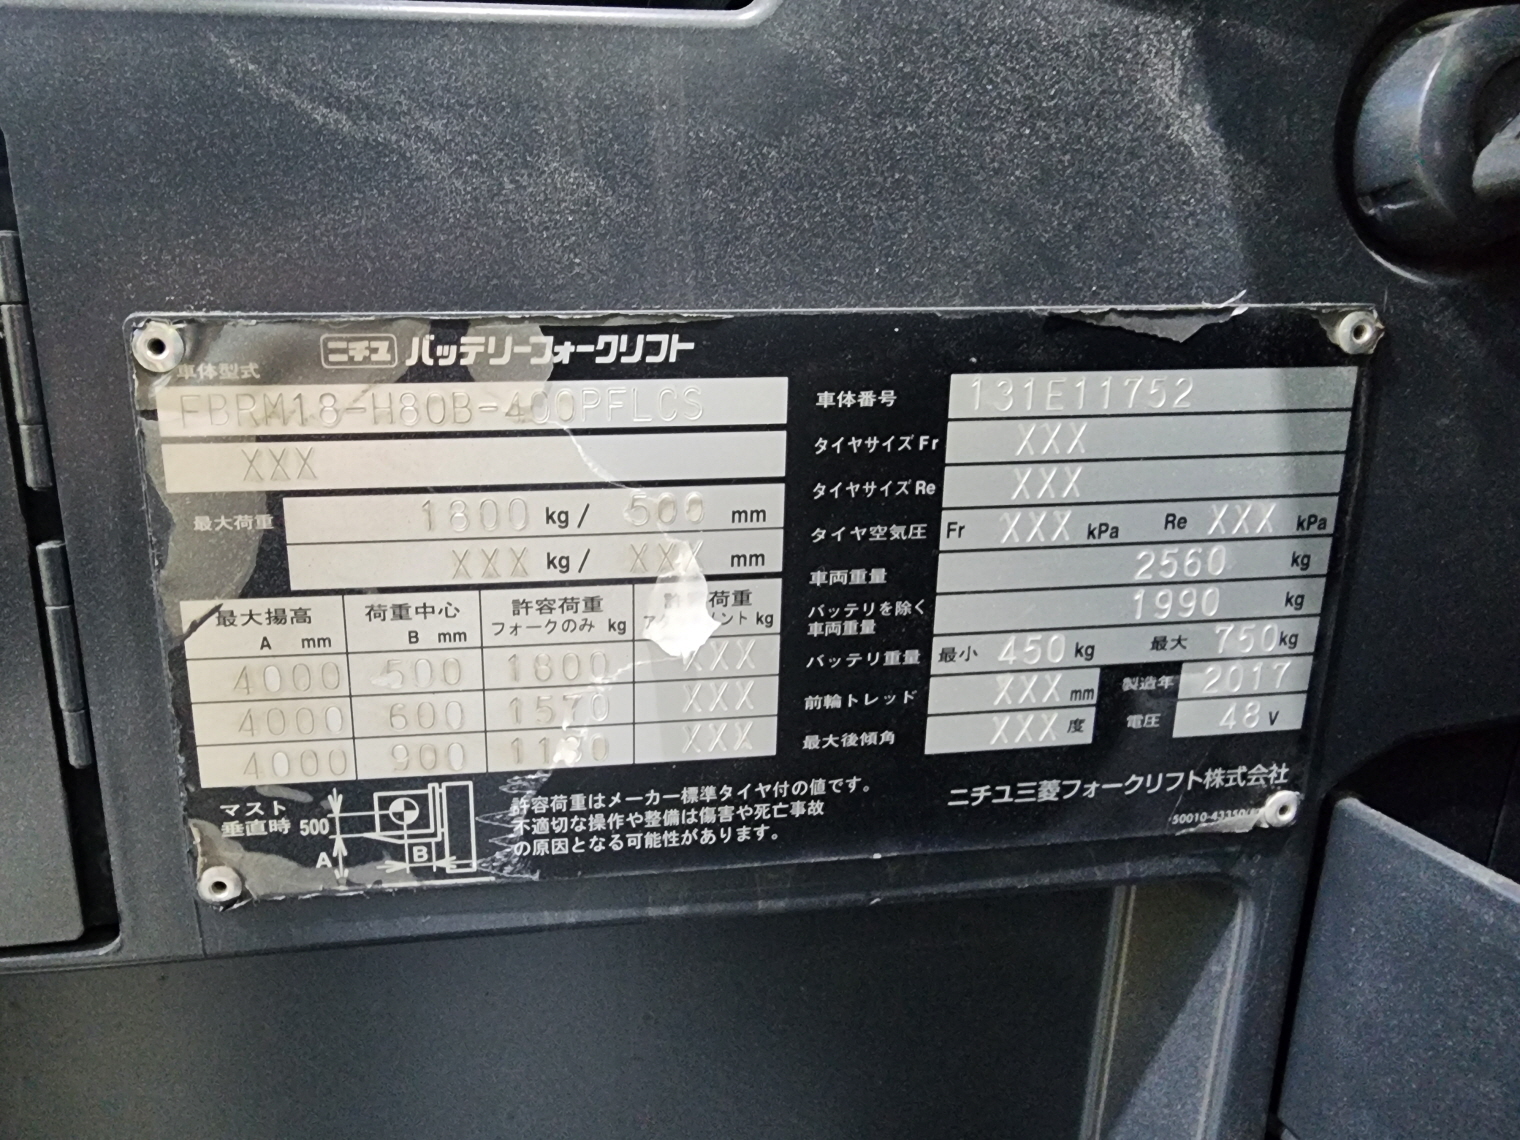 ニチユ バッテリーフォークリフト
車体型式
FBRM18-H80B-400PFLCS
XXX
最大荷重 1800 kg / 500 mm
XXX kg / XXX mm
最大揚高 荷重中心 許容荷重 荷重
A mm B mm フォークのみ kg kg
4000 500 1800 XXX
4000 600 1570 XXX
4000 900 XXX
マスト
垂直時 500
A
B
許容荷重はメーカー標準タイヤ付の値です。
不適切な操作や整備は傷害や死亡事故
の原因となる可能性があります。
車体番号 131E11752
タイヤサイズ Fr XXX
タイヤサイズ Re XXX
タイヤ空気圧 Fr XXX kPa Re XXX kPa
車両重量 2560 kg
バッテリを除く
車両重量 1990 kg
バッテリ重量 最小 450 kg 最大 750 kg
前輪トレッド XXX mm 製造年 2017
最大後傾角 XXX 度 電圧 48 V
ニチユ三菱フォークリフト株式会社